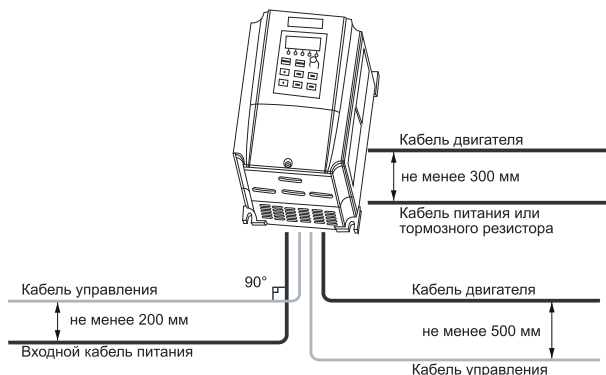 Кабель двигателя
не менее 300 мм
Кабель питания или
тормозного резистора
90°
Кабель управления
не менее 200 мм
Входной кабель питания
Кабель двигателя
не менее 500 мм
Кабель управления